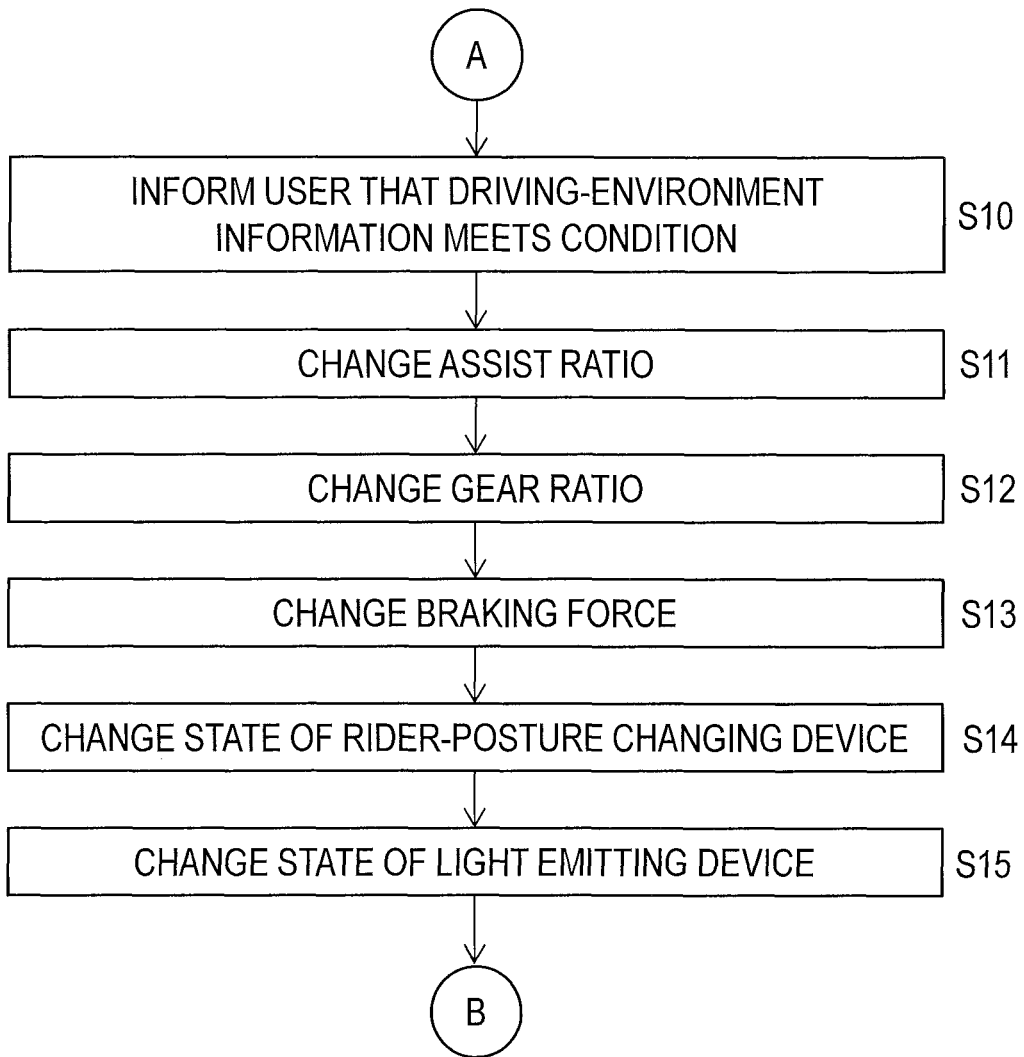 A
INFORM USER THAT DRIVING-ENVIRONMENT
INFORMATION MEETS CONDITION
S10
CHANGE ASSIST RATIO
S11
CHANGE GEAR RATIO
S12
CHANGE BRAKING FORCE
S13
CHANGE STATE OF RIDER-POSTURE CHANGING DEVICE
S14
CHANGE STATE OF LIGHT EMITTING DEVICE
S15
B